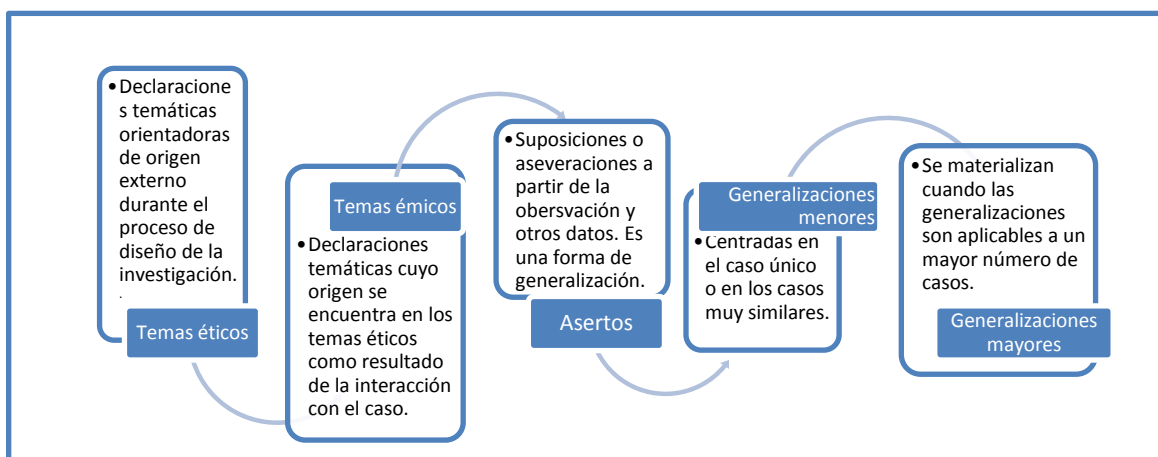 •Declaracione
s temáticas
orientadoras
de origen
externo
durante el
proceso de
diseño de la
investigación.
.
Temas éticos
Temas émicos
•Declaraciones
temáticas cuyo
origen se
encuentra en los
temas éticos
como resultado
de la interacción
con el caso.
•Suposiciones o
aseveraciones a
partir de la
obersvación y
otros datos. Es
una forma de
generalización.
Asertos
Generalizaciones
menores
•Centradas en
el caso único
o en los casos
muy similares.
•Se materializan
cuando las
generalizaciones
son aplicables a un
mayor número de
casos.
Generalizaciones
mayores